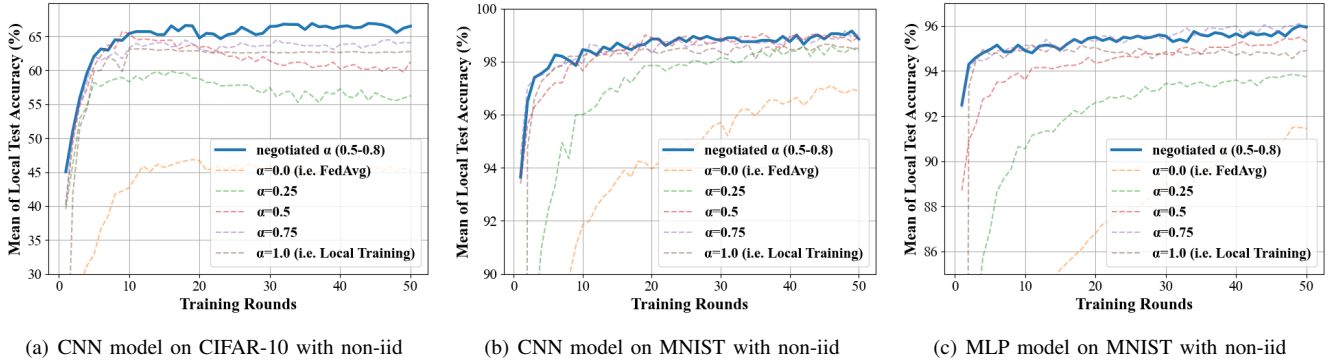 Mean of Local Test Accuracy (%)
65
60
55
50
45
40
35
30
0
10
20
30
40
50
Training Rounds
negotiated α (0.5-0.8)
α=0.0 (i.e. FedAvg)
α=0.25
α=0.5
α=0.75
α=1.0 (i.e. Local Training)
(a) CNN model on CIFAR-10 with non-iid
Mean of Local Test Accuracy (%)
100
98
96
94
92
90
0
10
20
30
40
50
Training Rounds
negotiated α (0.5-0.8)
α=0.0 (i.e. FedAvg)
α=0.25
α=0.5
α=0.75
α=1.0 (i.e. Local Training)
(b) CNN model on MNIST with non-iid
Mean of Local Test Accuracy (%)
96
94
92
90
88
86
0
10
20
30
40
50
Training Rounds
negotiated α (0.5-0.8)
α=0.0 (i.e. FedAvg)
α=0.25
α=0.5
α=0.75
α=1.0 (i.e. Local Training)
(c) MLP model on MNIST with non-iid